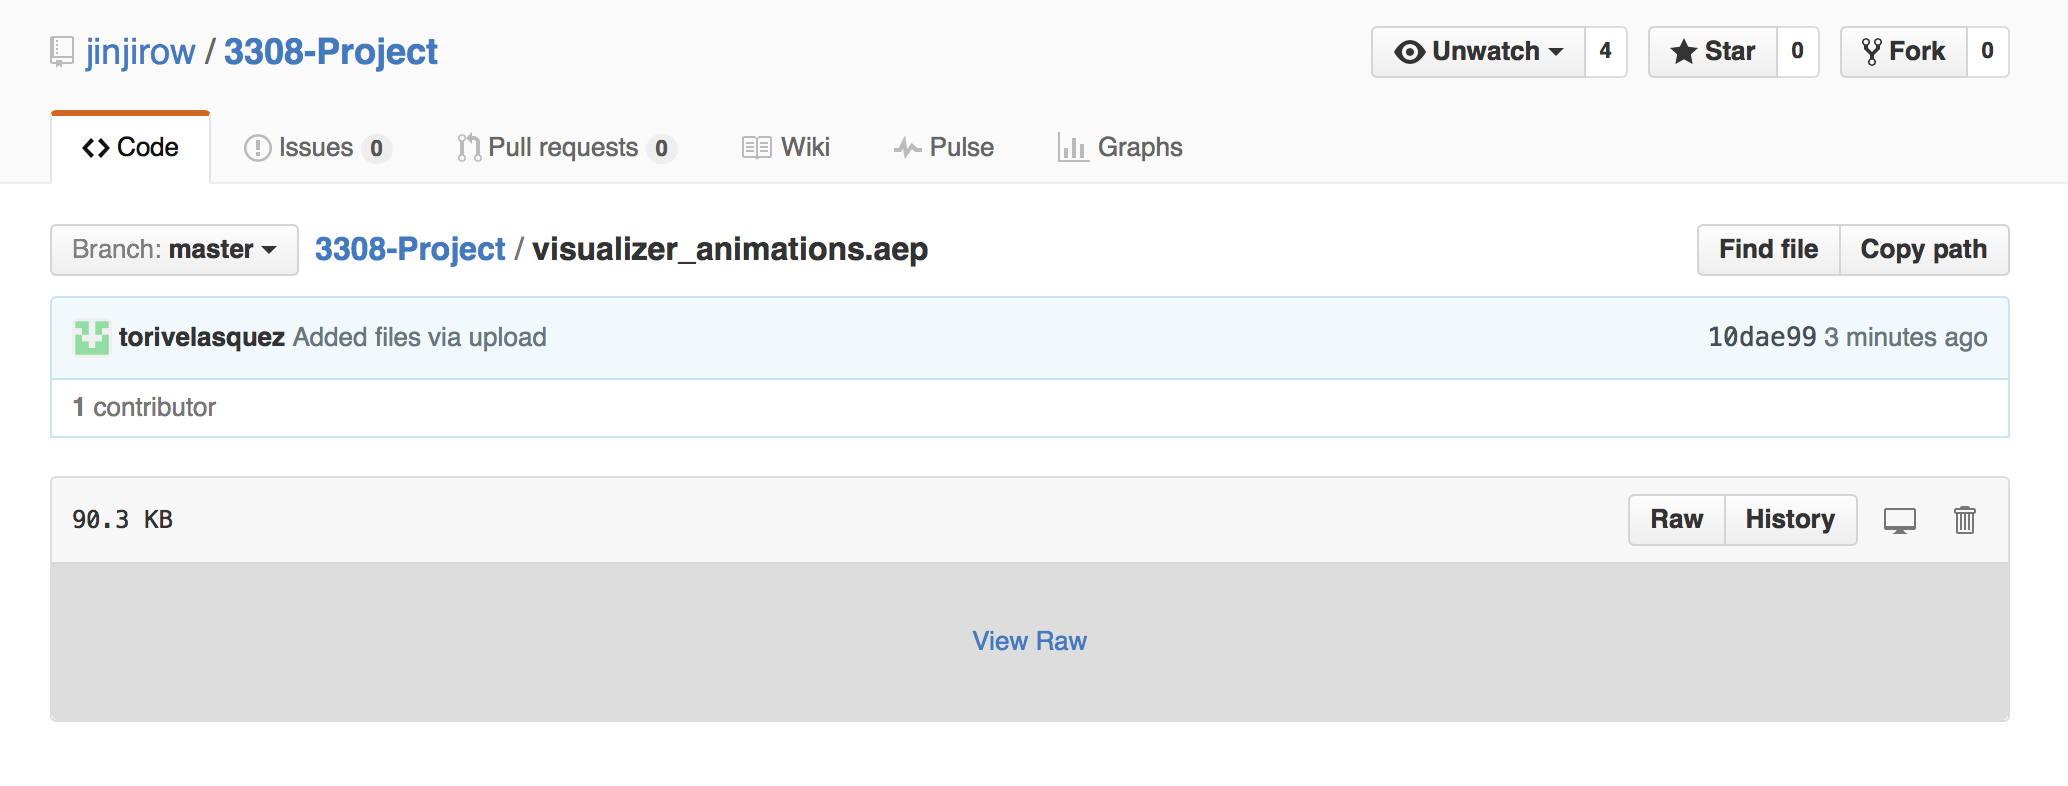 jinjirow / 3308-Project Unwatch 4 Star 0 Fork 0
Code Issues 0 Pull requests 0 Wiki Pulse Graphs
Branch: master 3308-Project / visualizer_animations.aep Find file Copy path
torivelasquez Added files via upload 10dae99 3 minutes ago
1 contributor
90.3 KB Raw History
View Raw